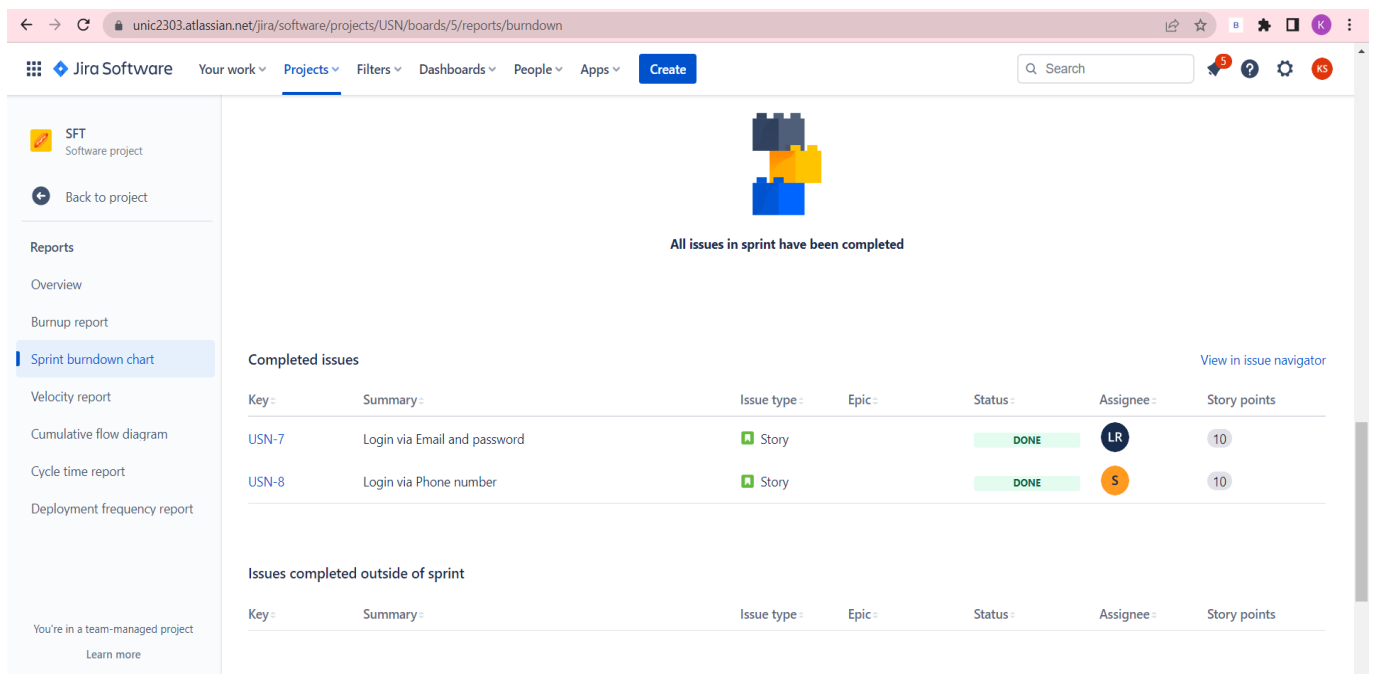 unic2303.atlassian.net/jira/software/projects/USN/boards/5/reports/burndown B K
Jira Software Your work Projects Filters Dashboards People Apps Create Search 5 KS
SFT
Software project
Back to project
Reports
Overview
Burnup report
Sprint burndown chart
Velocity report
Cumulative flow diagram
Cycle time report
Deployment frequency report
You're in a team-managed project
Learn more
All issues in sprint have been completed
Completed issues View in issue navigator
Key Summary Issue type Epic Status Assignee Story points
USN-7 Login via Email and password Story DONE LR 10
USN-8 Login via Phone number Story DONE S 10
Issues completed outside of sprint
Key Summary Issue type Epic Status Assignee Story points